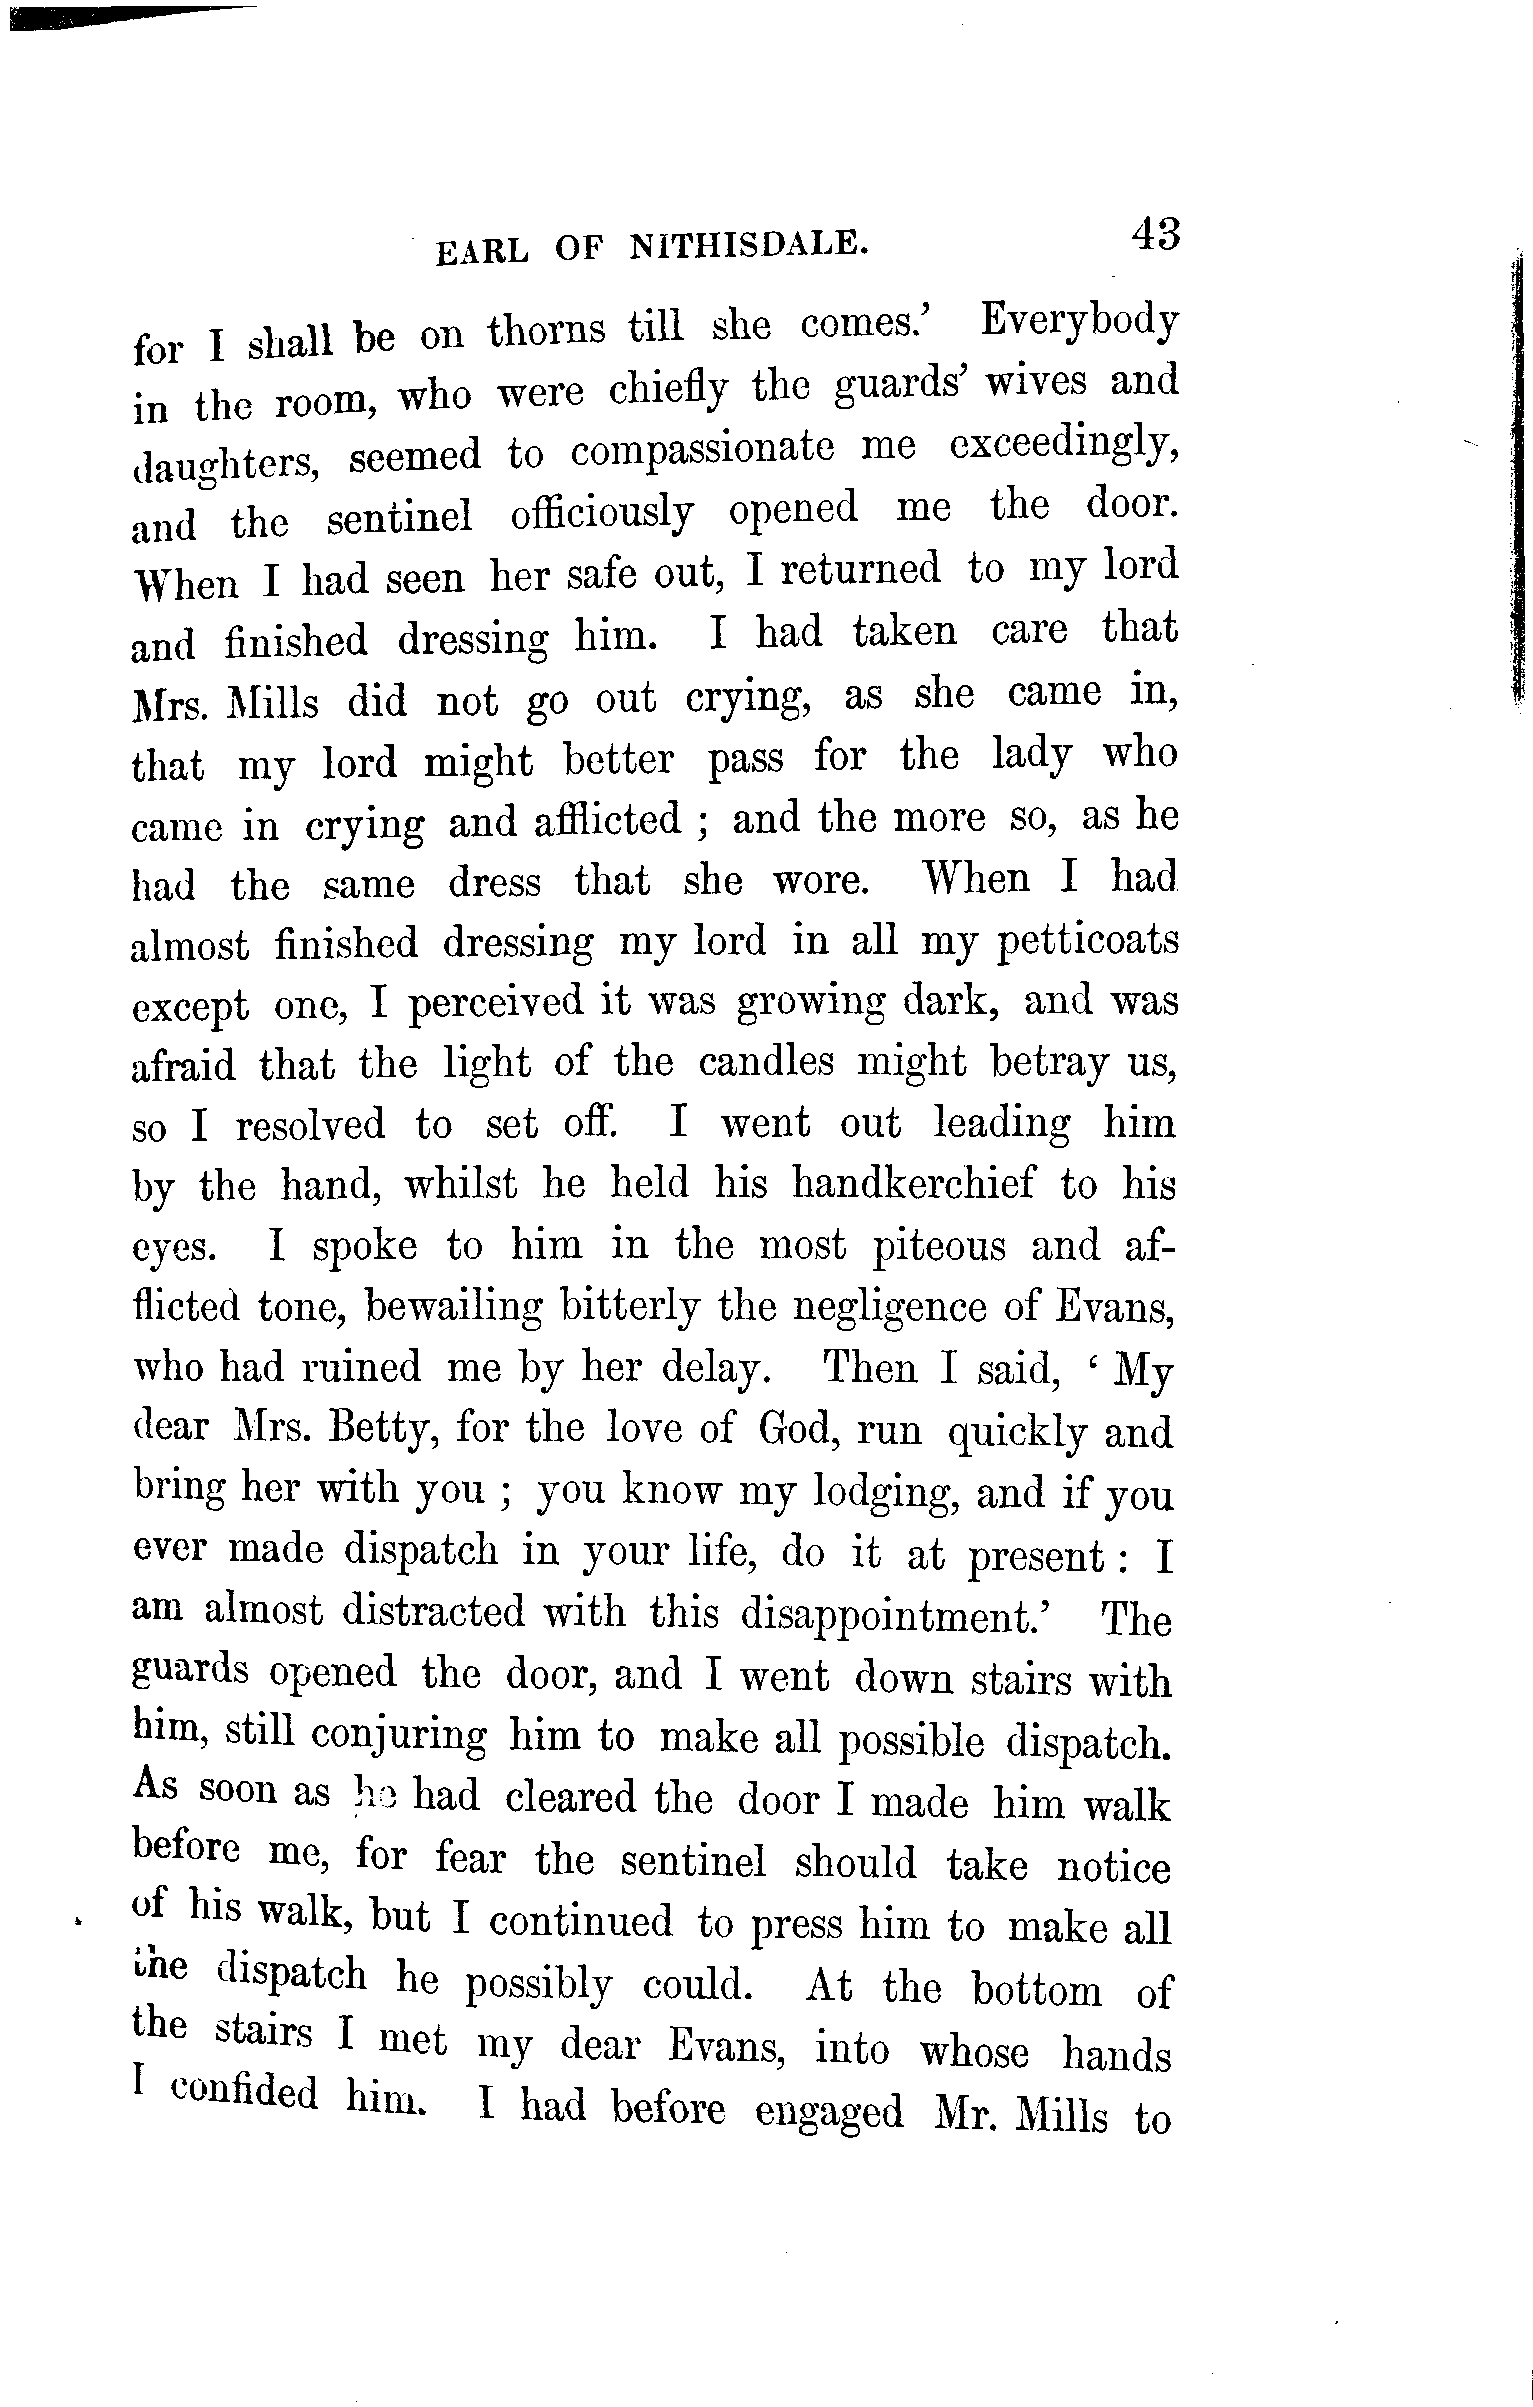 EARL OF NITHISDALE. 43
for I shall be on thorns till she comes.’ Everybody
in the room, who were chiefly the guards’ wives and
daughters, seemed to compassionate me exceedingly,
and the sentinel officiously opened me the door.
When I had seen her safe out, I returned to my lord
and finished dressing him. I had taken care that
Mrs. Mills did not go out crying, as she came in,
that my lord might better pass for the lady who
came in crying and afflicted ; and the more so, as he
had the same dress that she wore. When I had
almost finished dressing my lord in all my petticoats
except one, I perceived it was growing dark, and was
afraid that the light of the candles might betray us,
so I resolved to set off. I went out leading him
by the hand, whilst he held his handkerchief to his
eyes. I spoke to him in the most piteous and af-
flicted tone, bewailing bitterly the negligence of Evans,
who had ruined me by her delay. Then I said, ‘ My
dear Mrs. Betty, for the love of God, run quickly and
bring her with you ; you know my lodging, and if you
ever made dispatch in your life, do it at present : I
am almost distracted with this disappointment.’ The
guards opened the door, and I went down stairs with
him, still conjuring him to make all possible dispatch.
As soon as he had cleared the door I made him walk
before me, for fear the sentinel should take notice
of his walk, but I continued to press him to make all
the dispatch he possibly could. At the bottom of
the stairs I met my dear Evans, into whose hands
I confided him. I had before engaged Mr. Mills to